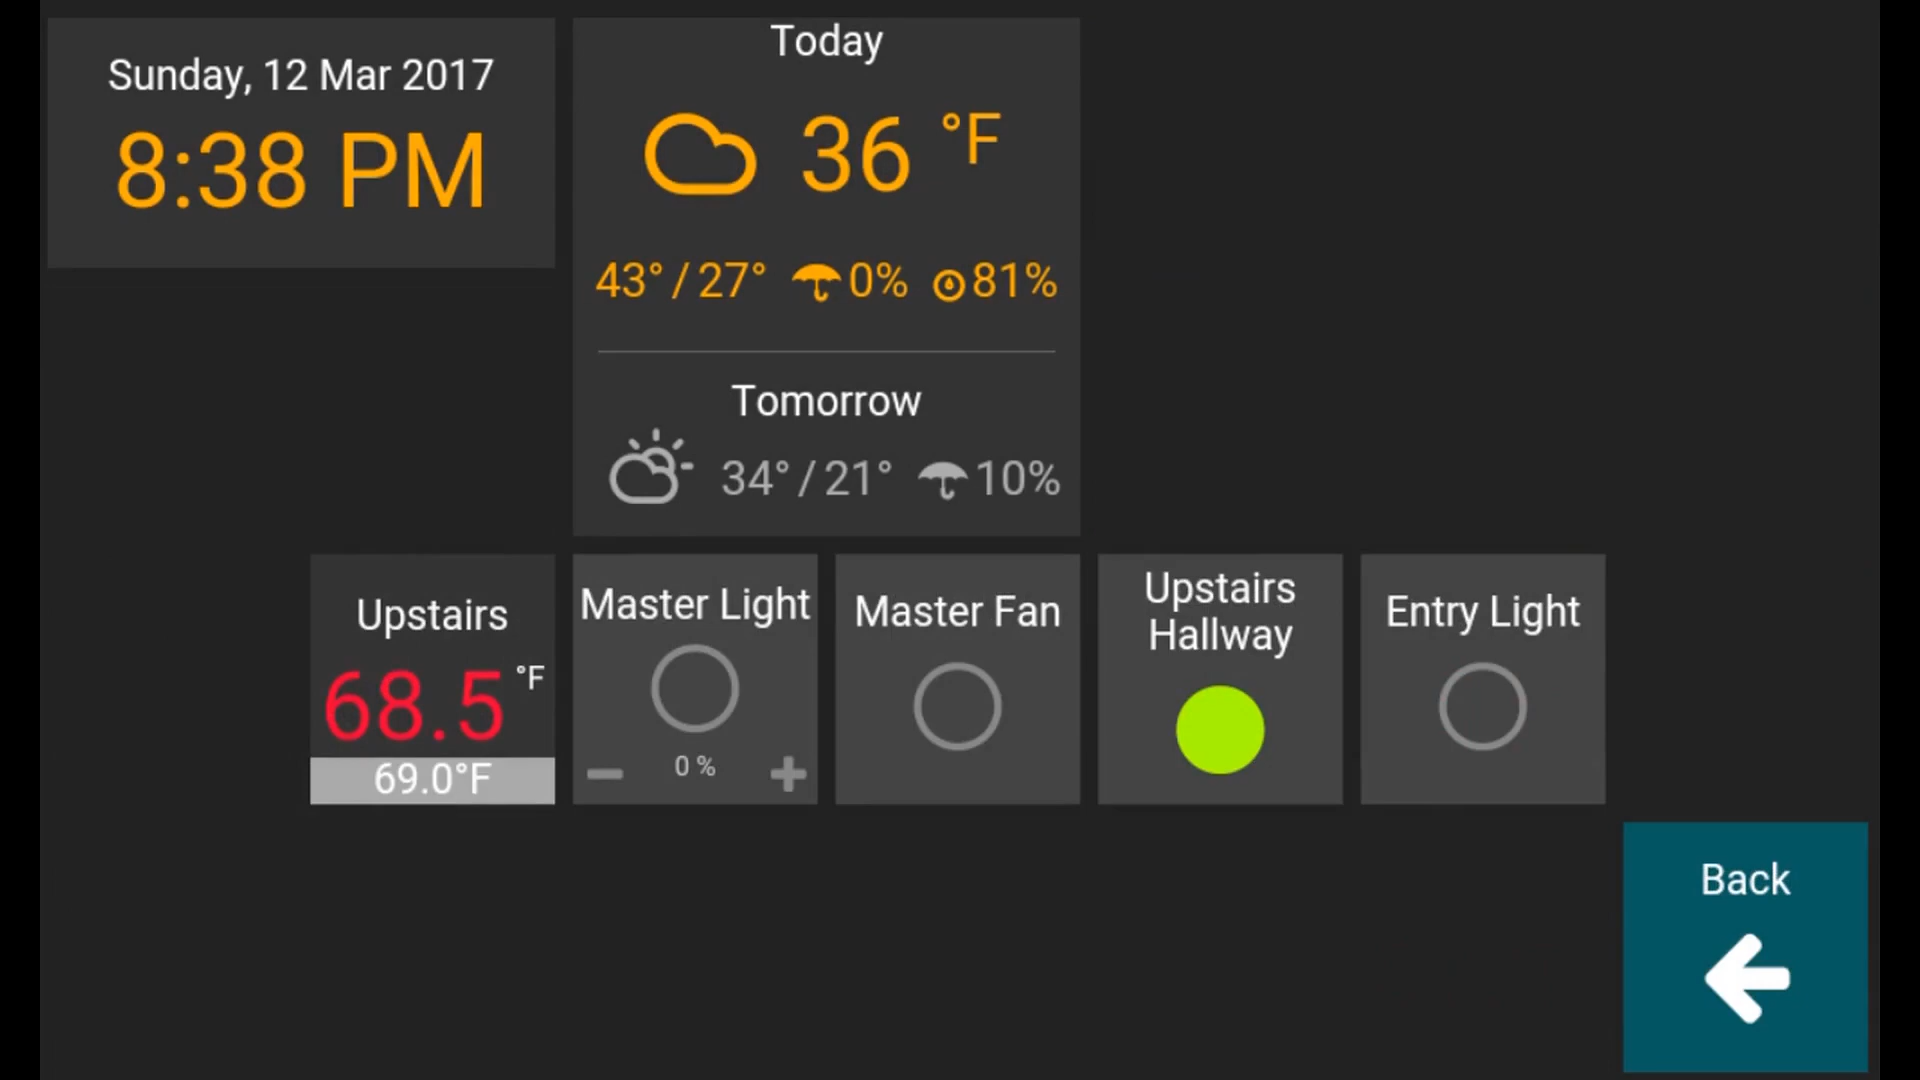 Sunday, 12 Mar 2017
8:38 PM
Today
36 °F
43°/27° 0% 81%
Tomorrow
34°/21° 10%
Upstairs
68.5 °F
69.0°F
Master Light
0 %
Master Fan
Upstairs
Hallway
Entry Light
Back